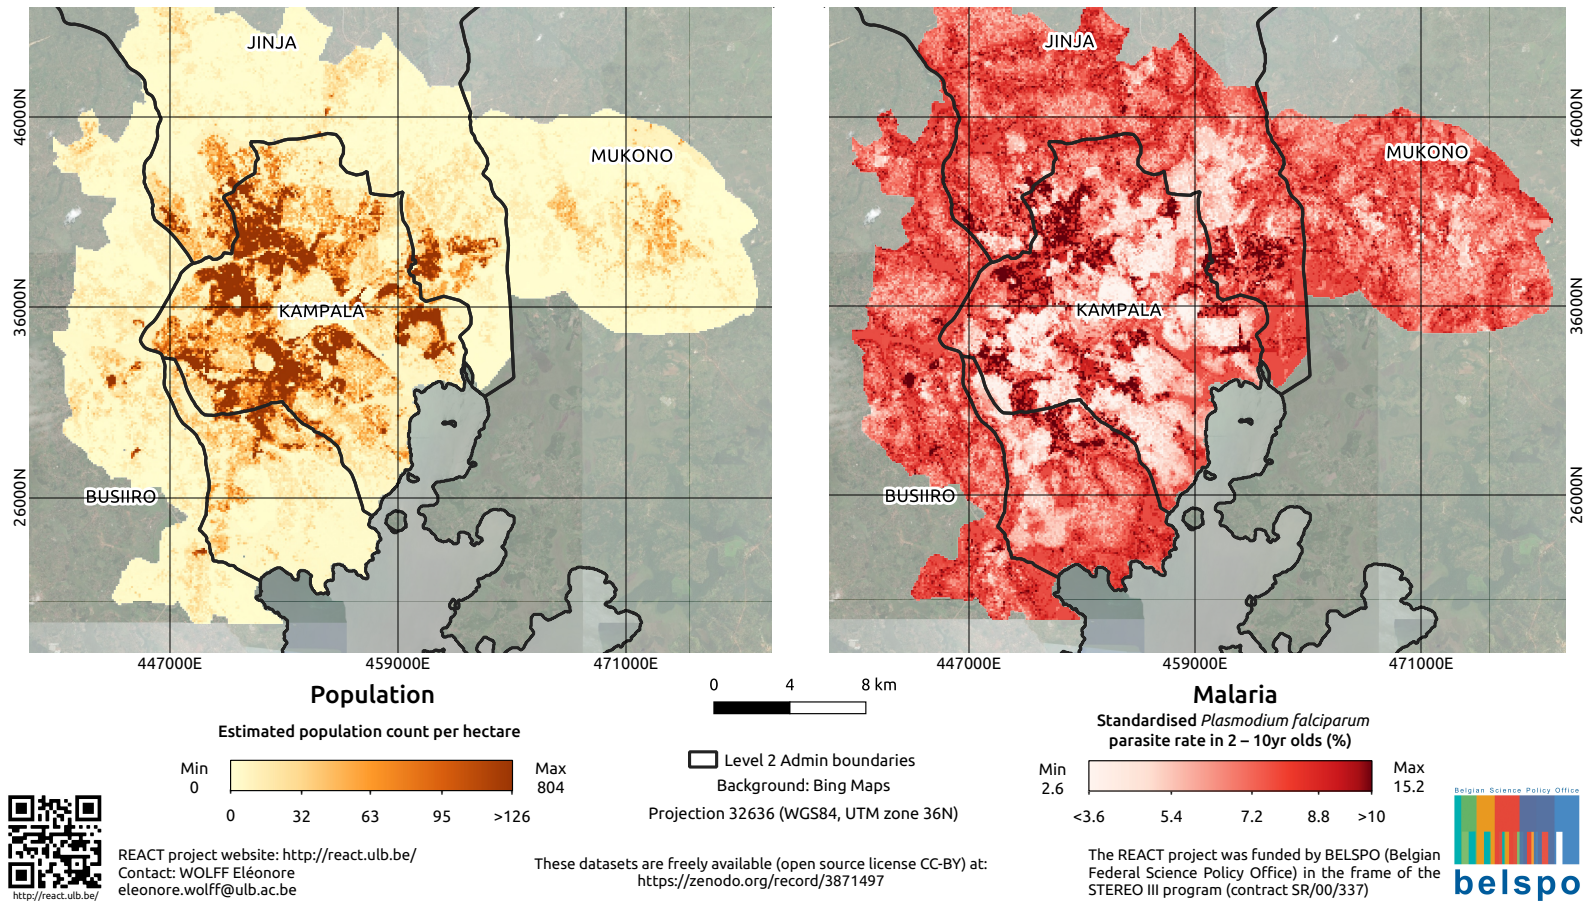 JINJA
MUKONO
KAMPALA
BUSIIRO
46000N
36000N
26000N
447000E
459000E
471000E
JINJA
MUKONO
KAMPALA
BUSIIRO
46000N
36000N
26000N
447000E
459000E
471000E
Population
Estimated population count per hectare
Min
0
Max
804
0 32 63 95 >126
0 4 8 km
Level 2 Admin boundaries
Background: Bing Maps
Projection 32636 (WGS84, UTM zone 36N)
Malaria
Standardised Plasmodium falciparum
parasite rate in 2 – 10yr olds (%)
Min
2.6
Max
15.2
<3.6 5.4 7.2 8.8 >10
http://react.ulb.be/
REACT project website: http://react.ulb.be/
Contact: WOLFF Eléonore
eleonore.wolff@ulb.ac.be
These datasets are freely available (open source license CC-BY) at:
https://zenodo.org/record/3871497
The REACT project was funded by BELSPO (Belgian
Federal Science Policy Office) in the frame of the
STEREO III program (contract SR/00/337)
Belgian Science Policy Office
belspo